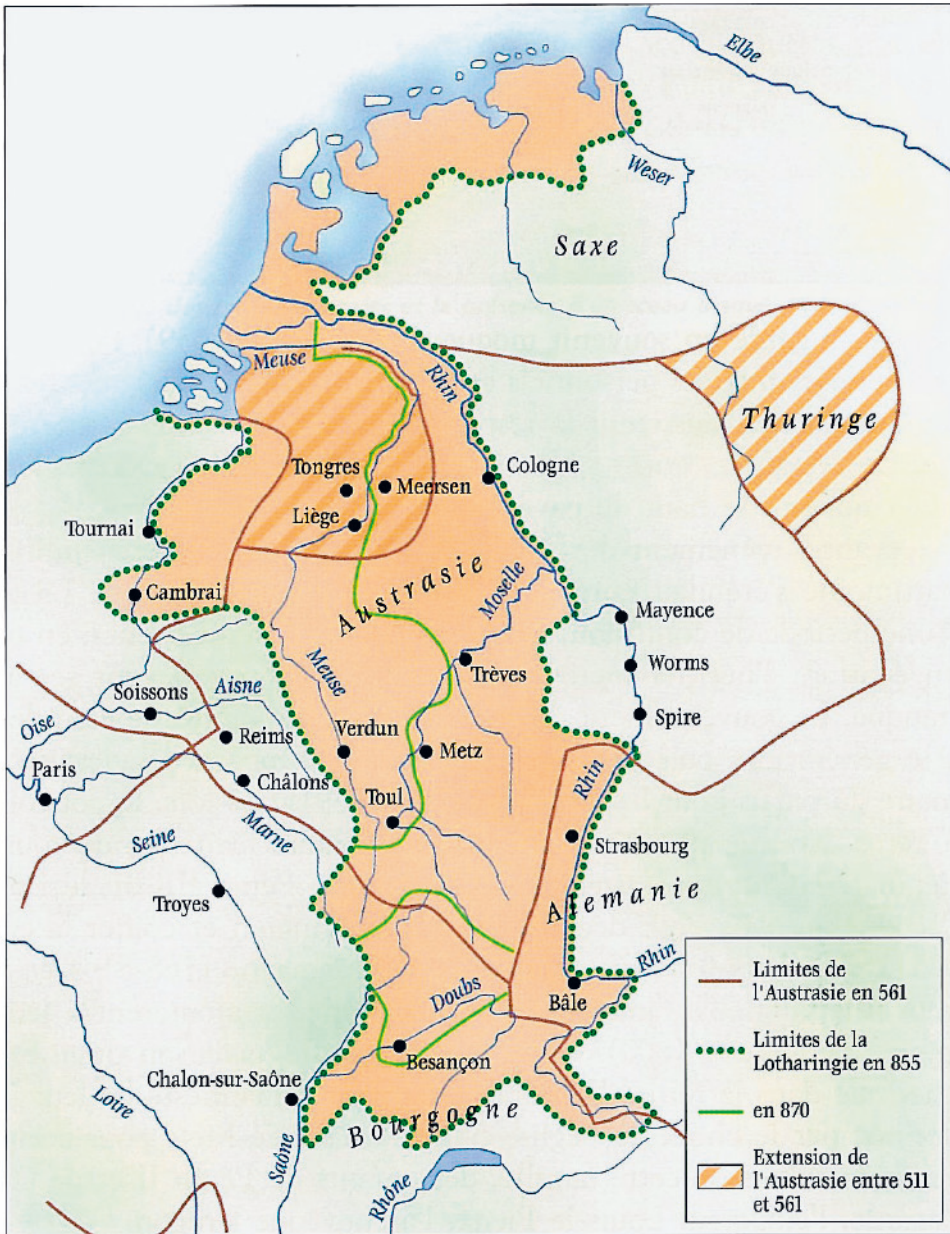 Elbe
Weser
Saxe
Meuse
Rhin
Thuringe
Tongres
Meersen
Cologne
Liège
Tournai
Austrasie
Moselle
Cambrai
Mayence
Meuse
Trèves
Worms
Soissons
Aisne
Spire
Oise
Reims
Verdun
Metz
Paris
Châlons
Rhin
Toul
Marne
Strasbourg
Seine
Troyes
Alemanie
Rhin
Doubs
Bâle
Besançon
Chalon-sur-Saône
Loire
Bourgogne
Saône
Rhône
Limites de
l'Austrasie en 561
Limites de la
Lotharingie en 855
en 870
Extension de
l'Austrasie entre 511
et 561